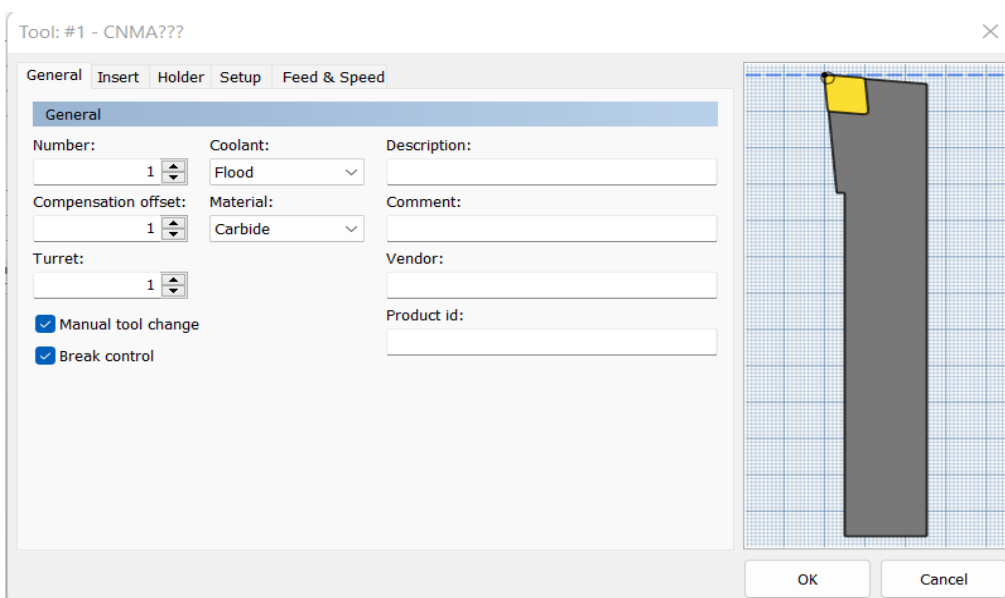 Tool: #1 - CNMA???
General Insert Holder Setup Feed & Speed
General
Number: Coolant: Description:
1 Flood
Compensation offset: Material: Comment:
1 Carbide
Turret: Vendor:
1
Manual tool change Product id:
Break control
OK Cancel